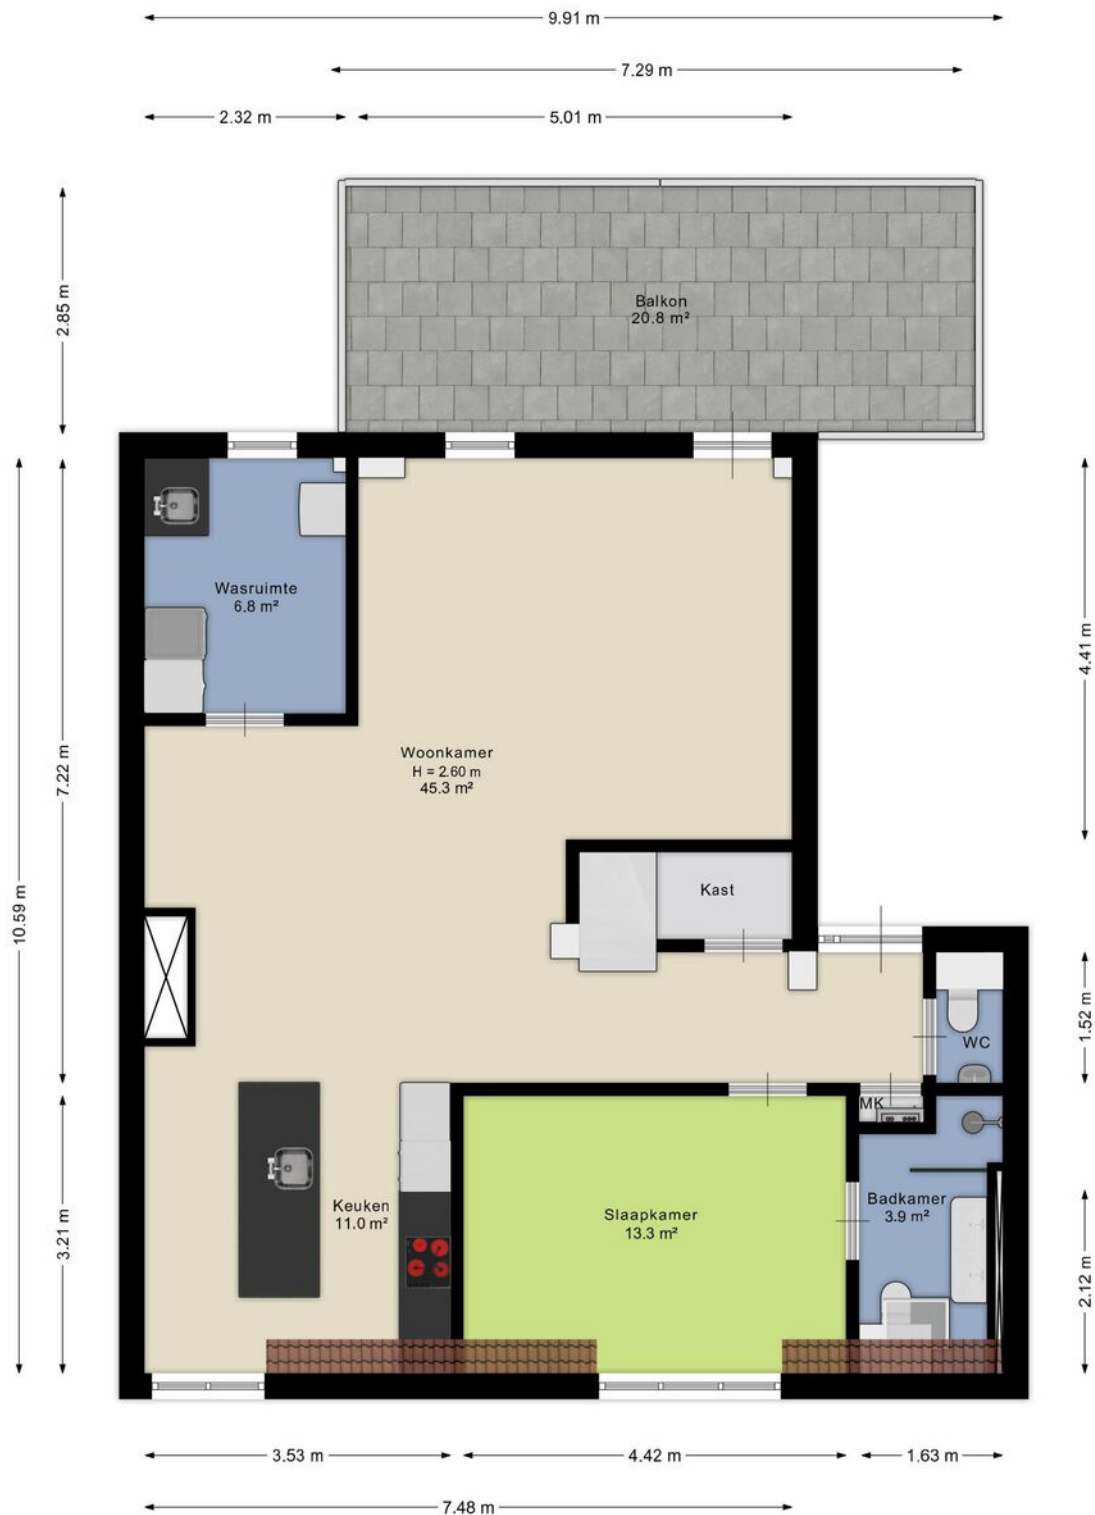 9.91 m
7.29 m
2.32 m
5.01 m
2.85 m
Balkon
20.8 m²
Wasruimte
6.8 m²
4.41 m
7.22 m
Woonkamer
H = 2.60 m
45.3 m²
Kast
10.59 m
1.52 m
WC
MK
Keuken
11.0 m²
Slaapkamer
13.3 m²
Badkamer
3.9 m²
3.21 m
2.12 m
3.53 m
4.42 m
1.63 m
7.48 m